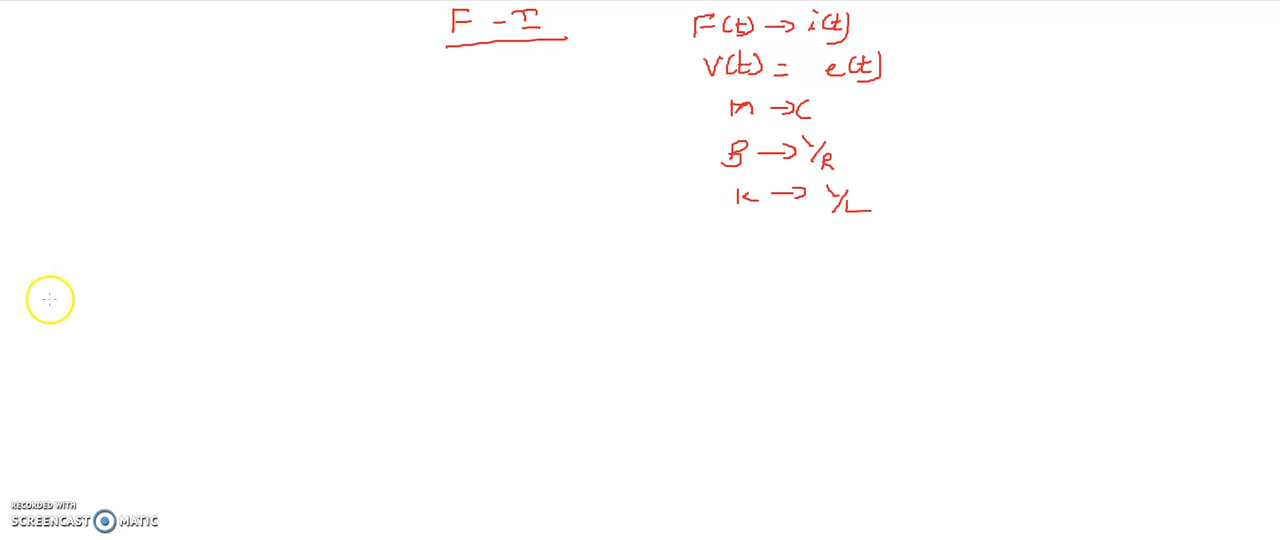 F - I
F(t) → i(t)
v(t) = e(t)
M → C
B → 1/R
K → 1/L
RECORDED WITH
SCREENCAST MATIC